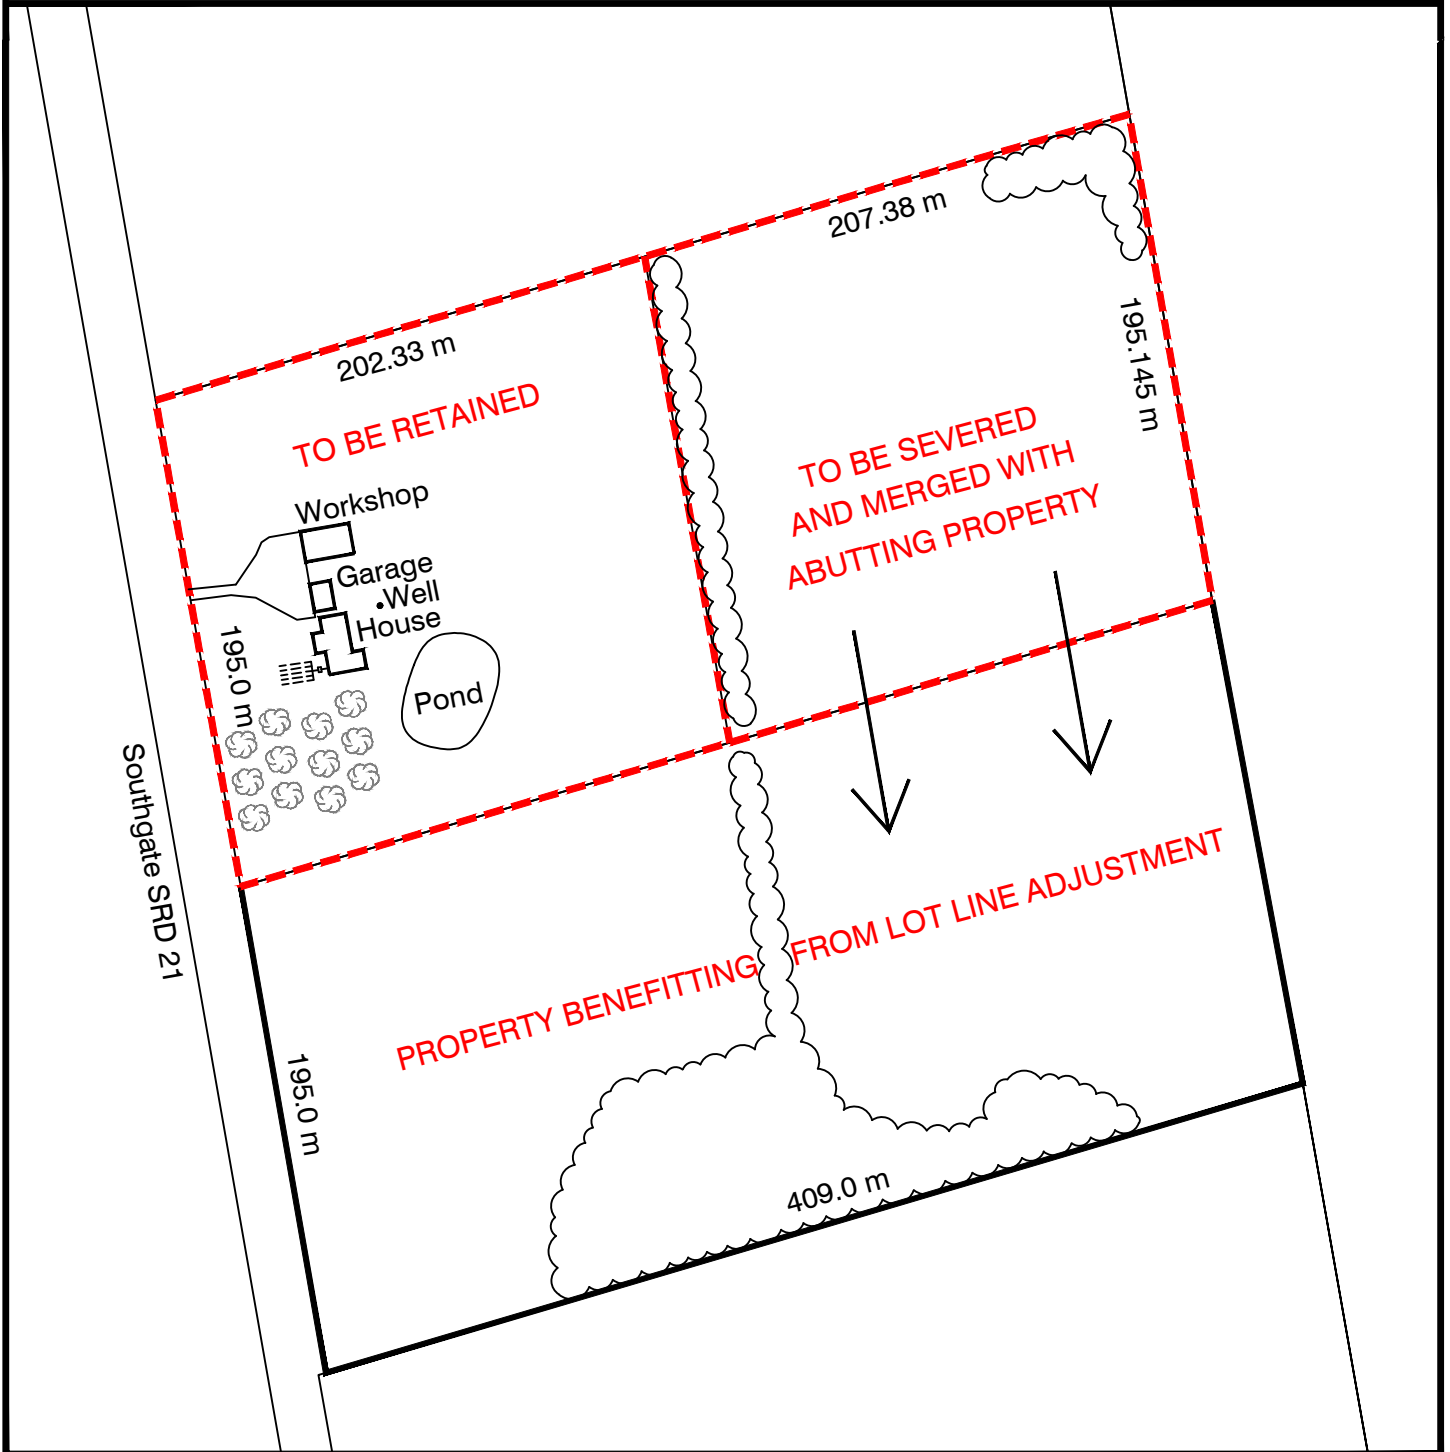 207.38 m
202.33 m
195.145 m
TO BE RETAINED
TO BE SEVERED
AND MERGED WITH
ABUTTING PROPERTY
Workshop
Garage
Well
House
195.0 m
Pond
Southgate SRD 21
PROPERTY BENEFITTING FROM LOT LINE ADJUSTMENT
195.0 m
409.0 m